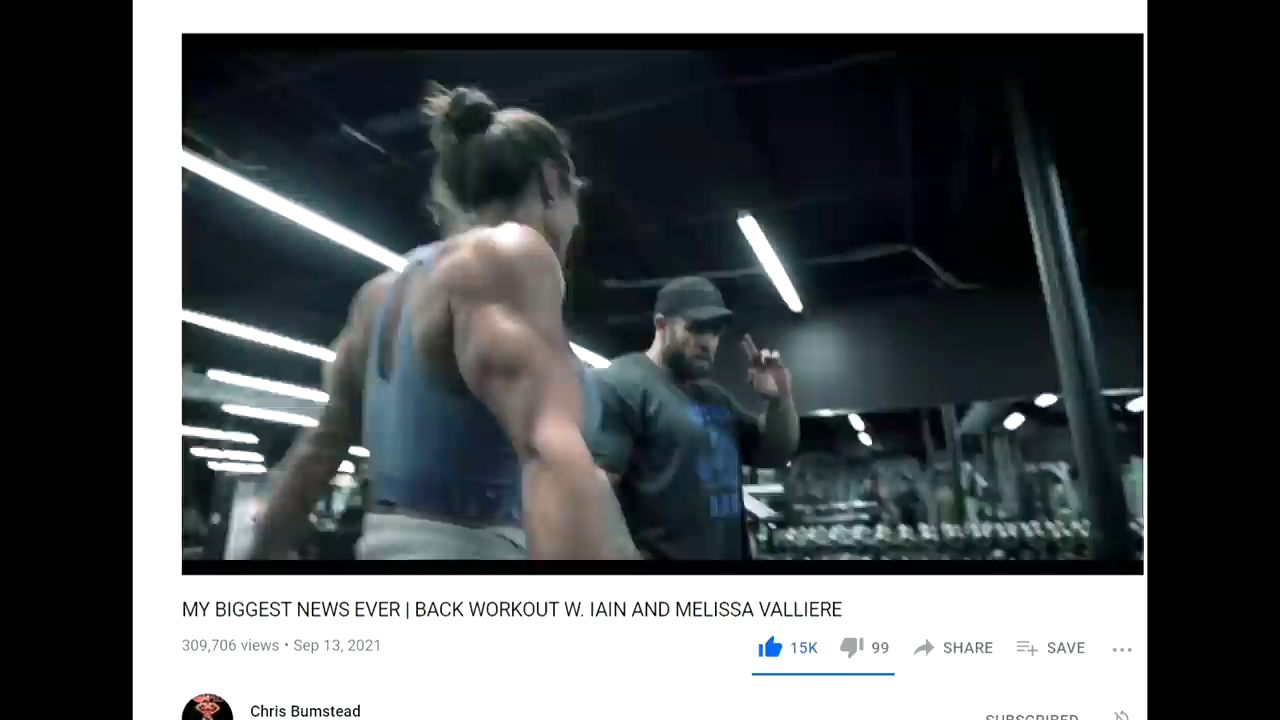 MY BIGGEST NEWS EVER | BACK WORKOUT W. IAIN AND MELISSA VALLIERE
309,706 views • Sep 13, 2021
15K
99
SHARE
SAVE
Chris Bumstead
SUBSCRIBED